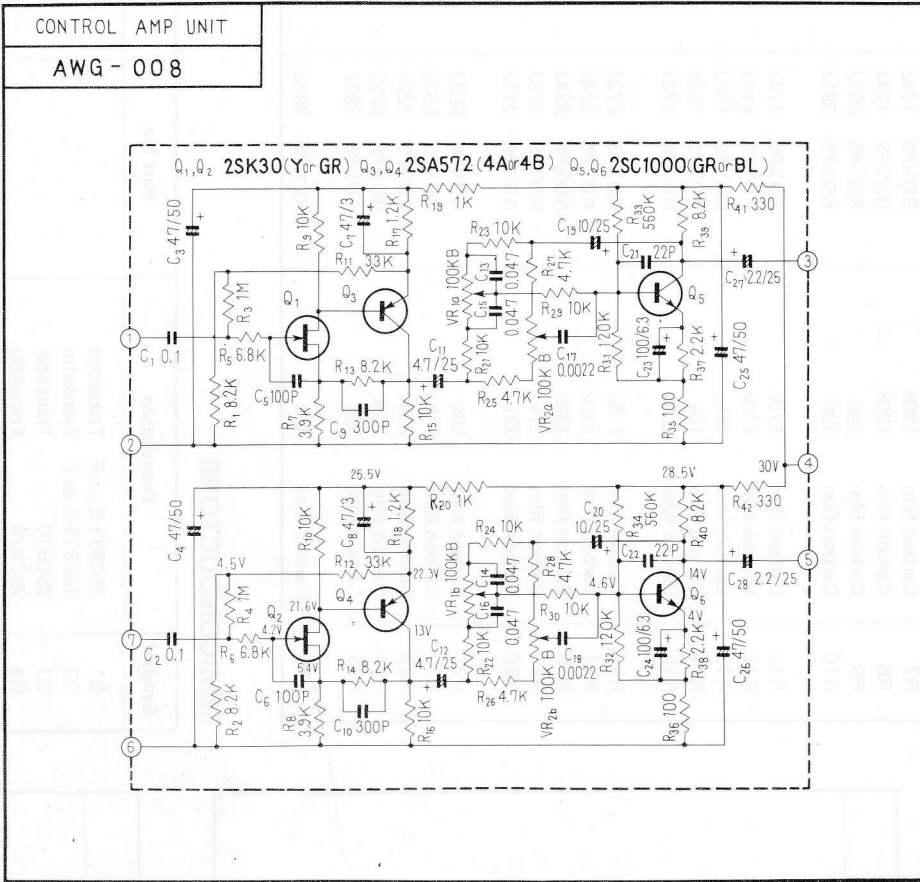 CONTROL AMP UNIT
AWG-008
Q1,Q2 2SK30(Y or GR) Q3,Q4 2SA572(4A or 4B) Q5,Q6 2SC1000(GR or BL)
C3 47/50
R9 10K
C7 47/3
R17 1.2K
R19 1K
R23 10K
C19 10/25
R33 560K
R39 8.2K
R41 330
R11 33K
C21 22P
C27 2.2/25
3
R3 1M
Q1
Q3
VR1a 100KB
C13 0.047
C15 0.047
R27 4.7K
R29 10K
Q5
1
C1 0.1
R5 6.8K
C5 100P
R13 8.2K
C9 300P
C11 4.7/25
R21 10K
R25 4.7K
VR2a 100KB
C17 0.0022
R31 120K
C23 100/6.3
R37 2.2K
C25 47/50
R1 8.2K
R7 3.9K
R15 10K
R35 100
2
25.5V
28.5V
30V
4
C4 47/50
R10 10K
C8 47/3
R18 1.2K
R20 1K
R24 10K
C20 10/25
R34 560K
R40 8.2K
R42 330
R12 33K
22.3V
C22 22P
C28 2.2/25
5
4.5V
R4 1M
21.6V
Q2
Q4
VR1b 100KB
C14 0.047
C16 0.047
R28 4.7K
4.6V
14V
Q6
4V
7
C2 0.1
R6 6.8K
4.2V
13V
R30 10K
C6 100P
5.4V
R14 8.2K
C10 300P
C12 4.7/25
R22 10K
R26 4.7K
VR2b 100KB
C18 0.0022
R32 120K
C24 100/6.3
R38 2.2K
C26 47/50
R2 8.2K
R8 3.9K
R16 10K
R36 100
6